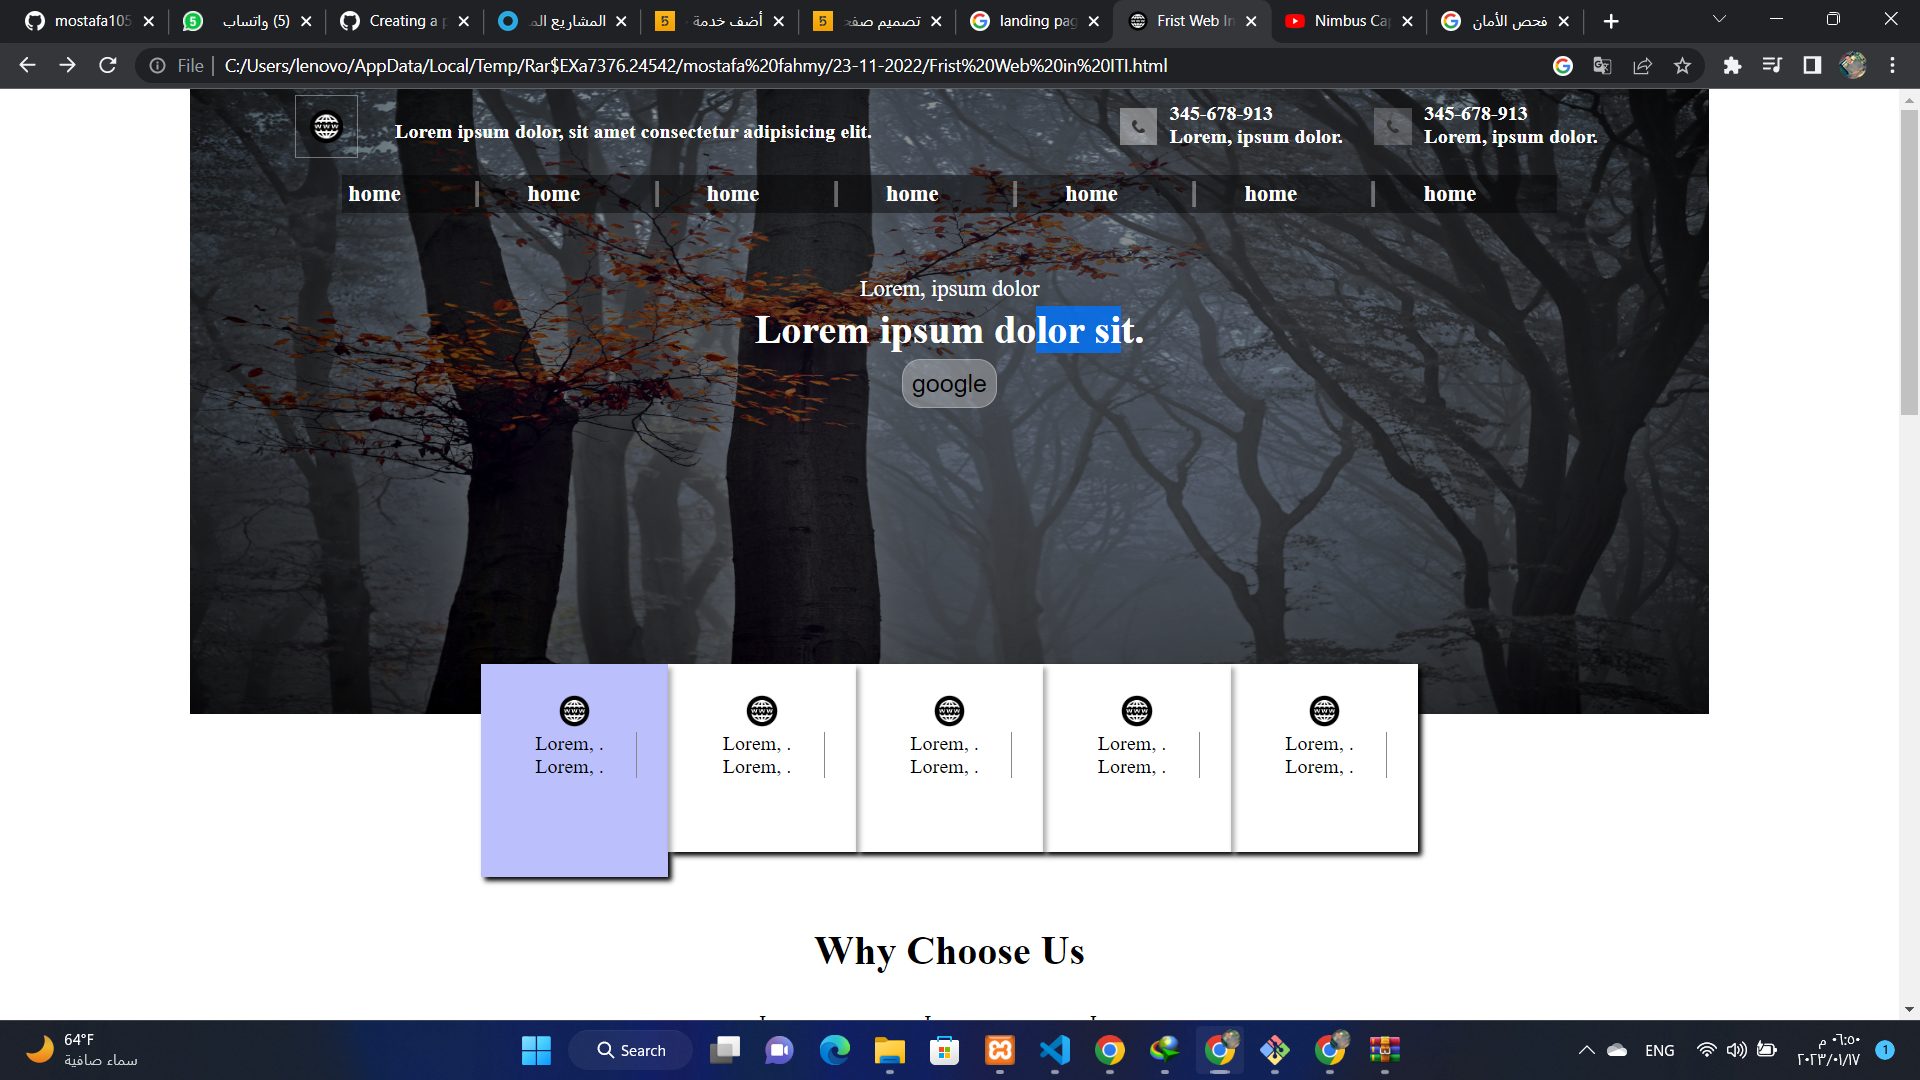 mostafa105
(5) واتساب
Creating a p
المشاريع الم
أضف خدمة
تصميم صفح
landing pag
Frist Web In
Nimbus Ca
فحص الأمان
File
C:/Users/lenovo/AppData/Local/Temp/Rar$EXa7376.24542/mostafa%20fahmy/23-11-2022/Frist%20Web%20in%20ITI.html
Lorem ipsum dolor, sit amet consectetur adipisicing elit.
345-678-913
Lorem, ipsum dolor.
345-678-913
Lorem, ipsum dolor.
home
home
home
home
home
home
home
Lorem, ipsum dolor
Lorem ipsum dolor sit.
google
Lorem, .
Lorem, .
Lorem, .
Lorem, .
Lorem, .
Lorem, .
Lorem, .
Lorem, .
Lorem, .
Lorem, .
Why Choose Us
64°F
سماء صافية
Search
ENG
٠٦:٥٠ م
٢٠٢٣/٠١/١٧
1